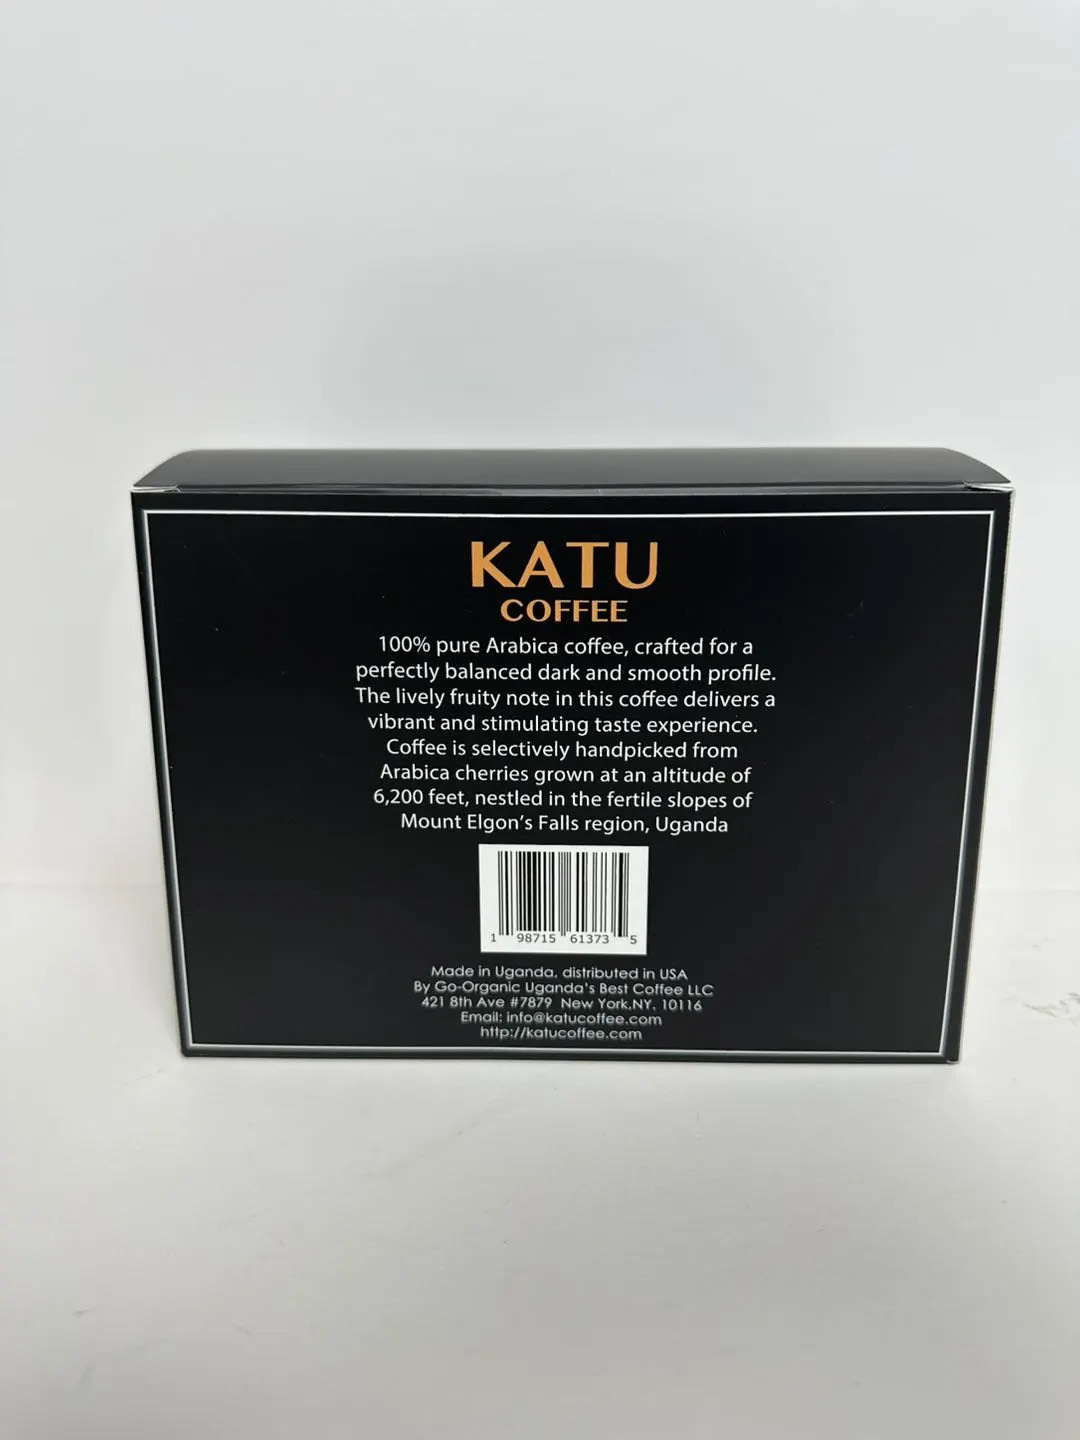 KATU
COFFEE
100% pure Arabica coffee, crafted for a
perfectly balanced dark and smooth profile.
The lively fruity note in this coffee delivers a
vibrant and stimulating taste experience.
Coffee is selectively handpicked from
Arabica cherries grown at an altitude of
6,200 feet, nestled in the fertile slopes of
Mount Elgon's Falls region, Uganda
1 98715 61373 5
Made in Uganda, distributed in USA
By Go-Organic Uganda's Best Coffee LLC
421 8th Ave #7879 New York,NY. 10116
Email: info@katucoffee.com
http://katucoffee.com